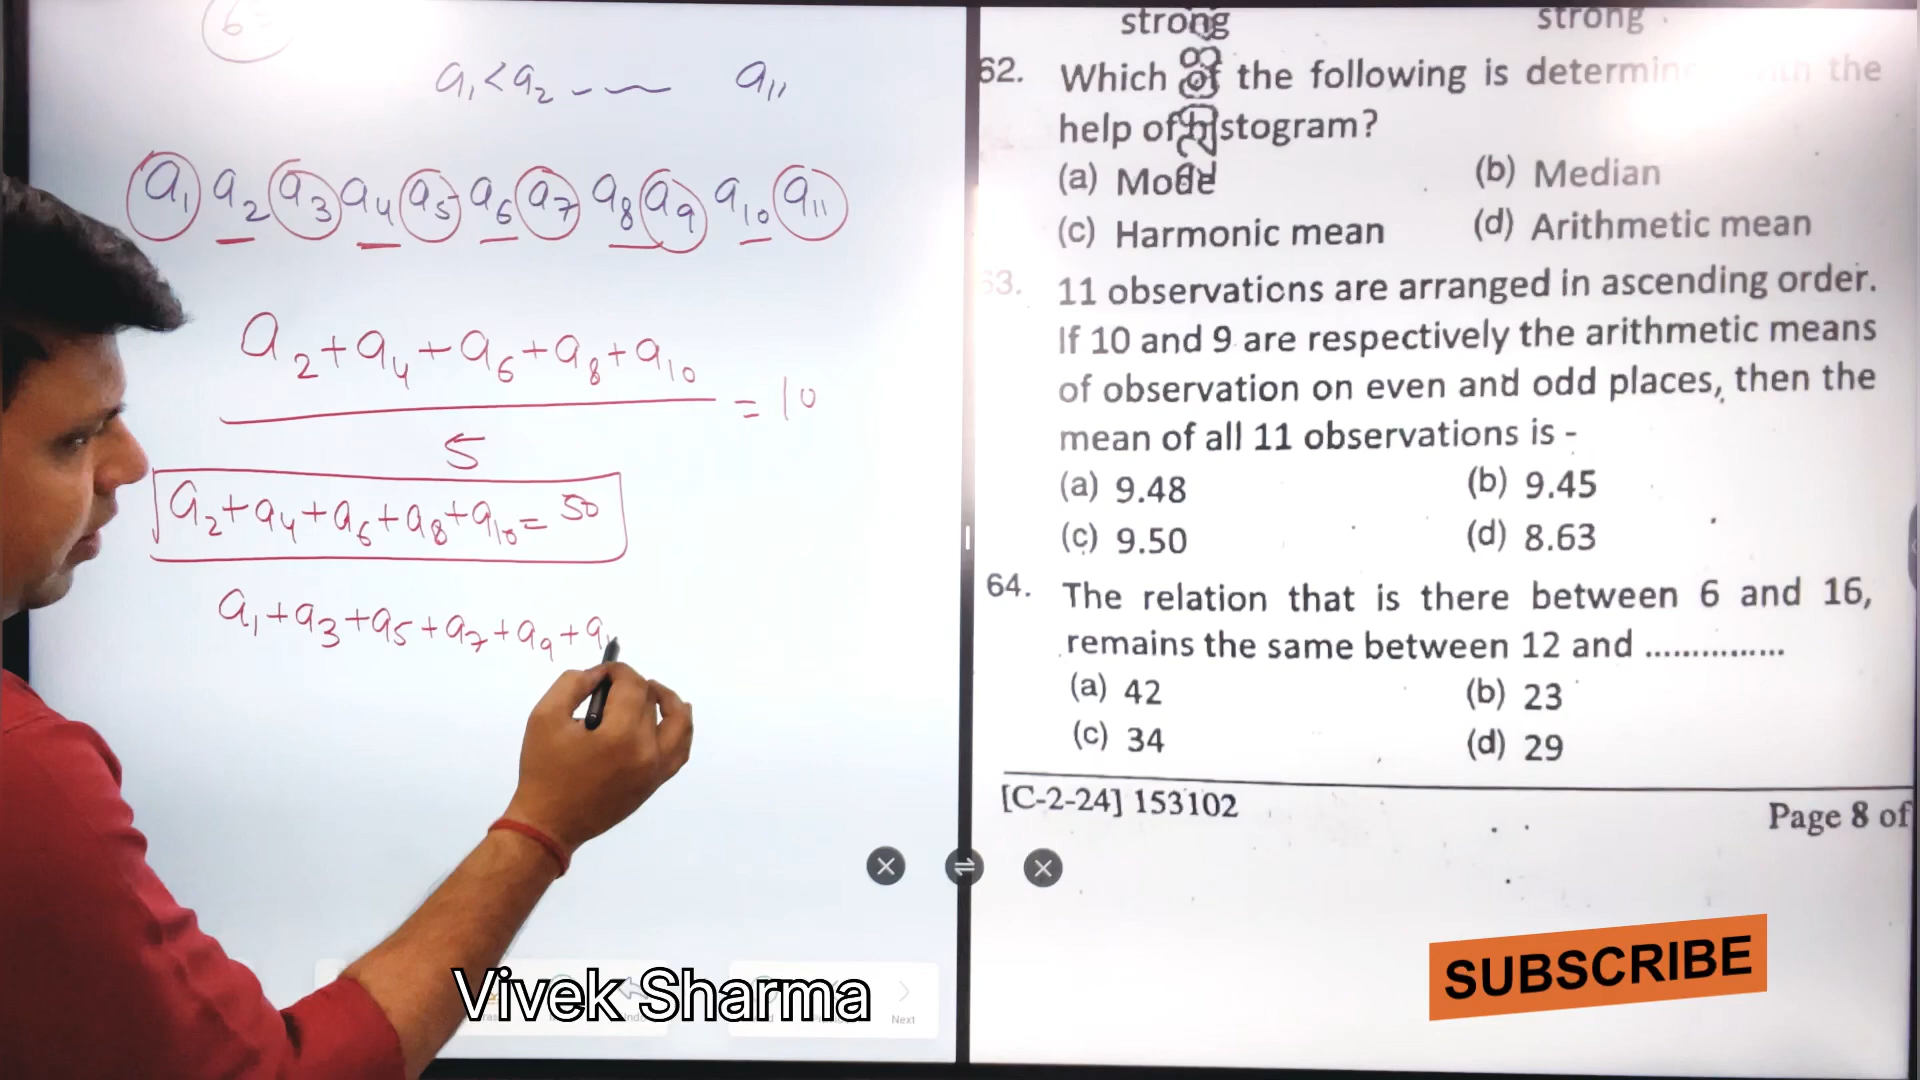 6
a₁ < a₂ - - — a₁₁
a₁ a₂ a₃ a₄ a₅ a₆ a₇ a₈ a₉ a₁₀ a₁₁
a₂ + a₄ + a₆ + a₈ + a₁₀
= 10
5
a₂ + a₄ + a₆ + a₈ + a₁₀ = 50
a₁ + a₃ + a₅ + a₇ + a₉ + a₁
Vivek Sharma
Next
strong strong
62. Which of the following is the
help of histogram?
(a) Mode (b) Median
(c) Harmonic mean (d) Arithmetic mean
63. 11 observations are arranged in ascending order.
If 10 and 9 are respectively the arithmetic means
of observation on even and odd places, then the
mean of all 11 observations is -
(a) 9.48 (b) 9.45
(c) 9.50 (d) 8.63
64. The relation that is there between 6 and 16,
remains the same between 12 and ...............
(a) 42 (b) 23
(c) 34 (d) 29
[C-2-24] 153102 Page 8 of
SUBSCRIBE